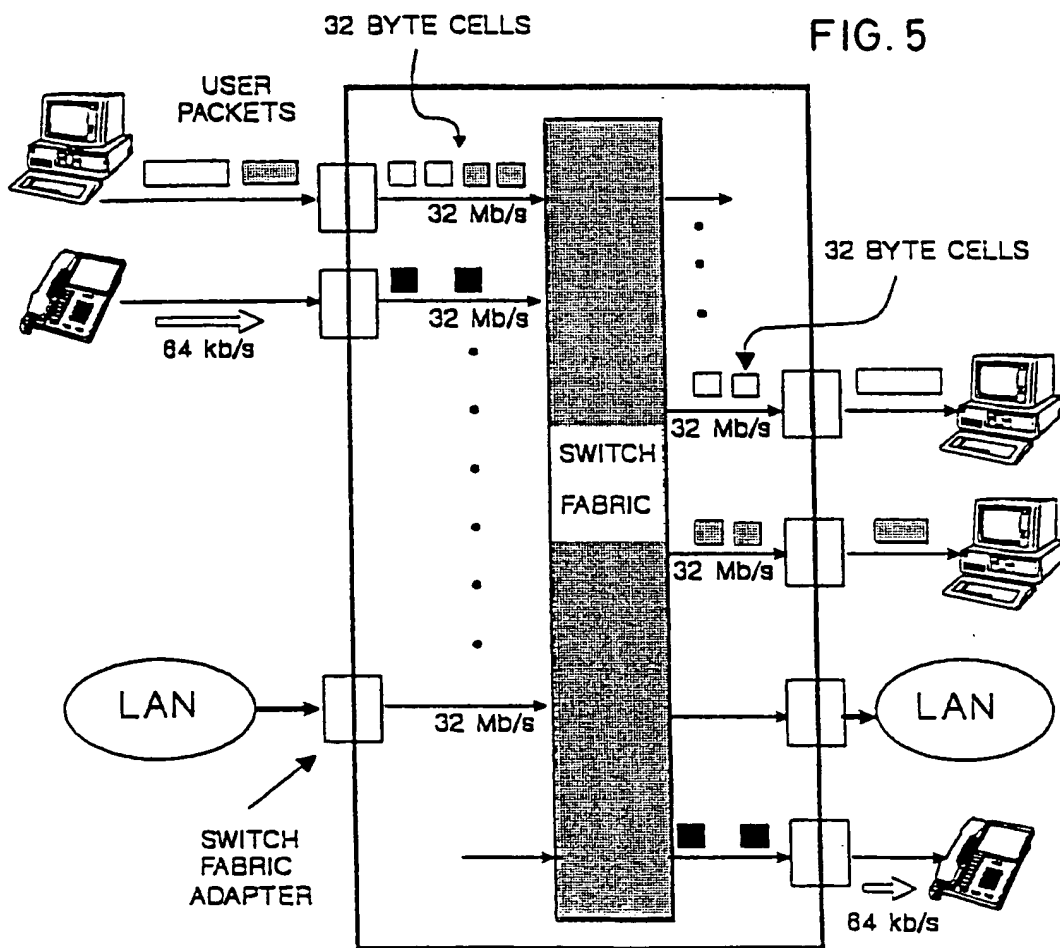 FIG. 5
32 BYTE CELLS
USER
PACKETS
32 Mb/s
32 BYTE CELLS
64 kb/s
32 Mb/s
32 Mb/s
SWITCH
FABRIC
32 Mb/s
LAN
32 Mb/s
LAN
SWITCH
FABRIC
ADAPTER
64 kb/s